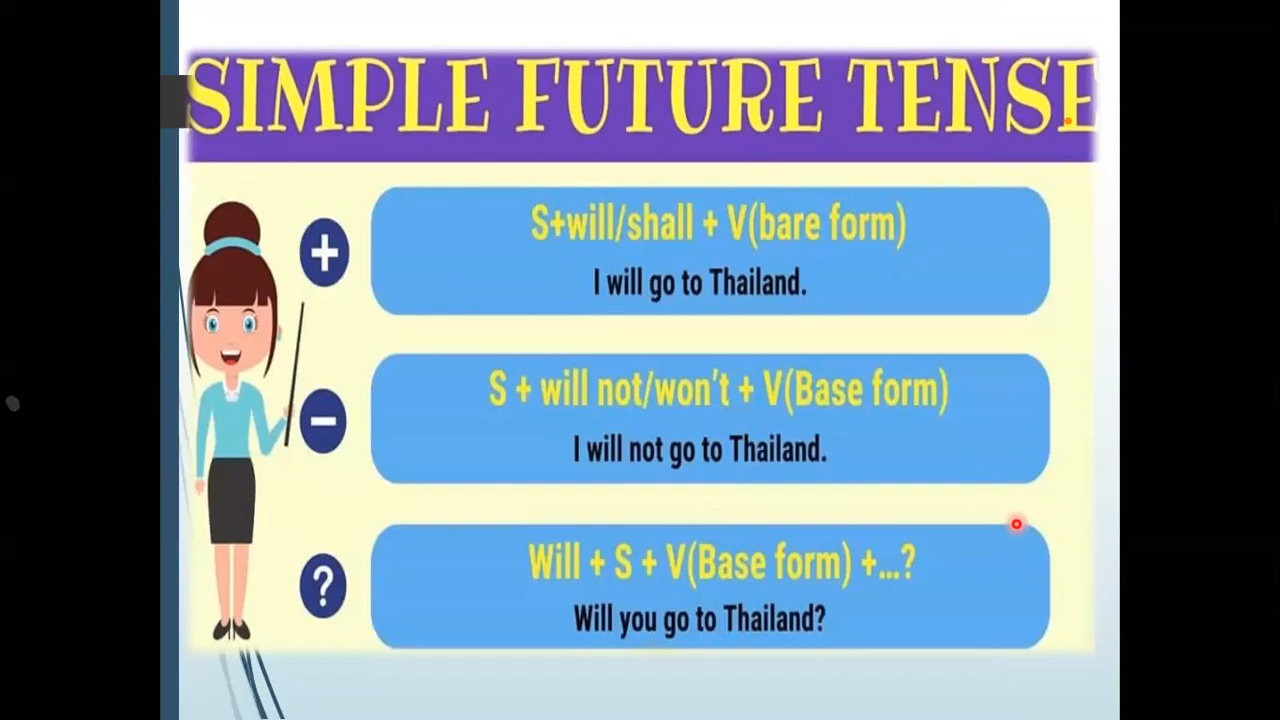 SIMPLE FUTURE TENSE
+
S+will/shall + V(bare form)
I will go to Thailand.
−
S + will not/won't + V(Base form)
I will not go to Thailand.
?
Will + S + V(Base form) +...?
Will you go to Thailand?